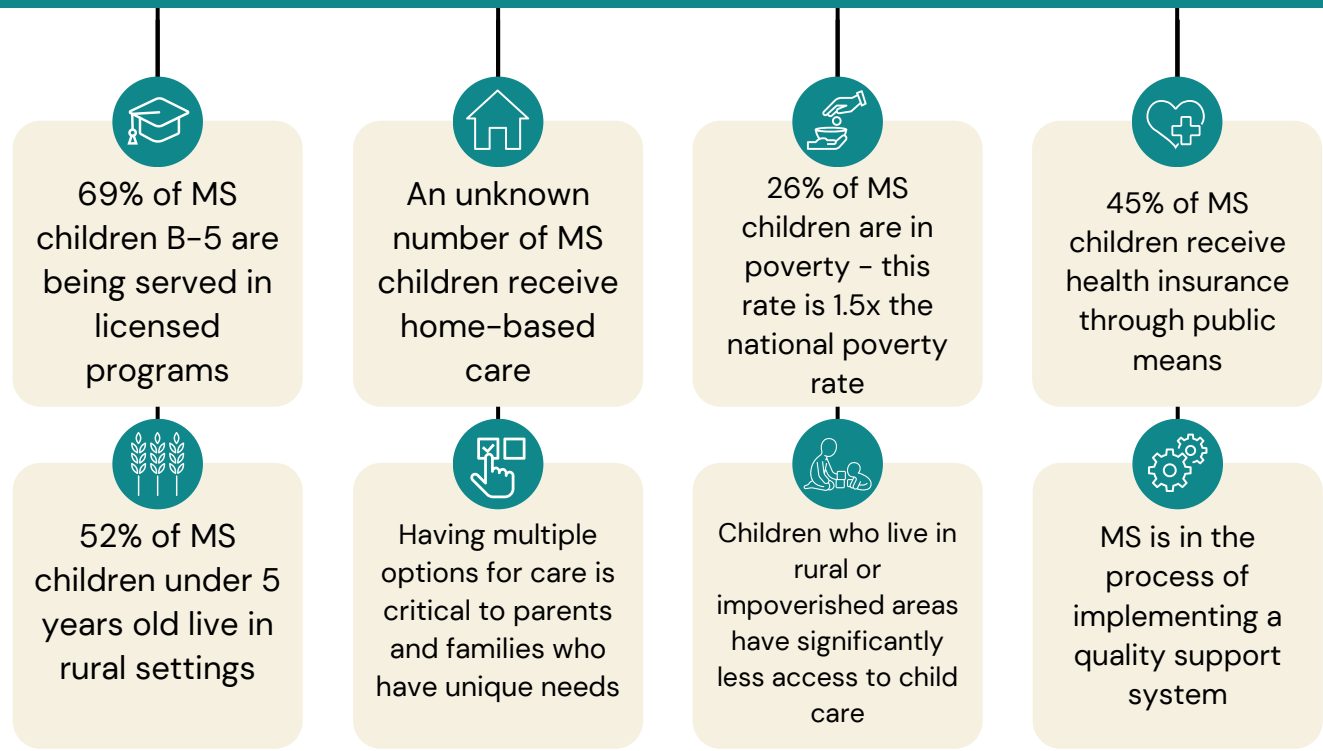 69% of MS
children B-5 are
being served in
licensed
programs
An unknown
number of MS
children receive
home-based
care
26% of MS
children are in
poverty - this
rate is 1.5x the
national poverty
rate
45% of MS
children receive
health insurance
through public
means
52% of MS
children under 5
years old live in
rural settings
Having multiple
options for care is
critical to parents
and families who
have unique needs
Children who live in
rural or
impoverished areas
have significantly
less access to child
care
MS is in the
process of
implementing a
quality support
system